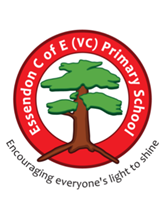 Essendon C of E (VC) Primary School
Encouraging everyone's light to shine